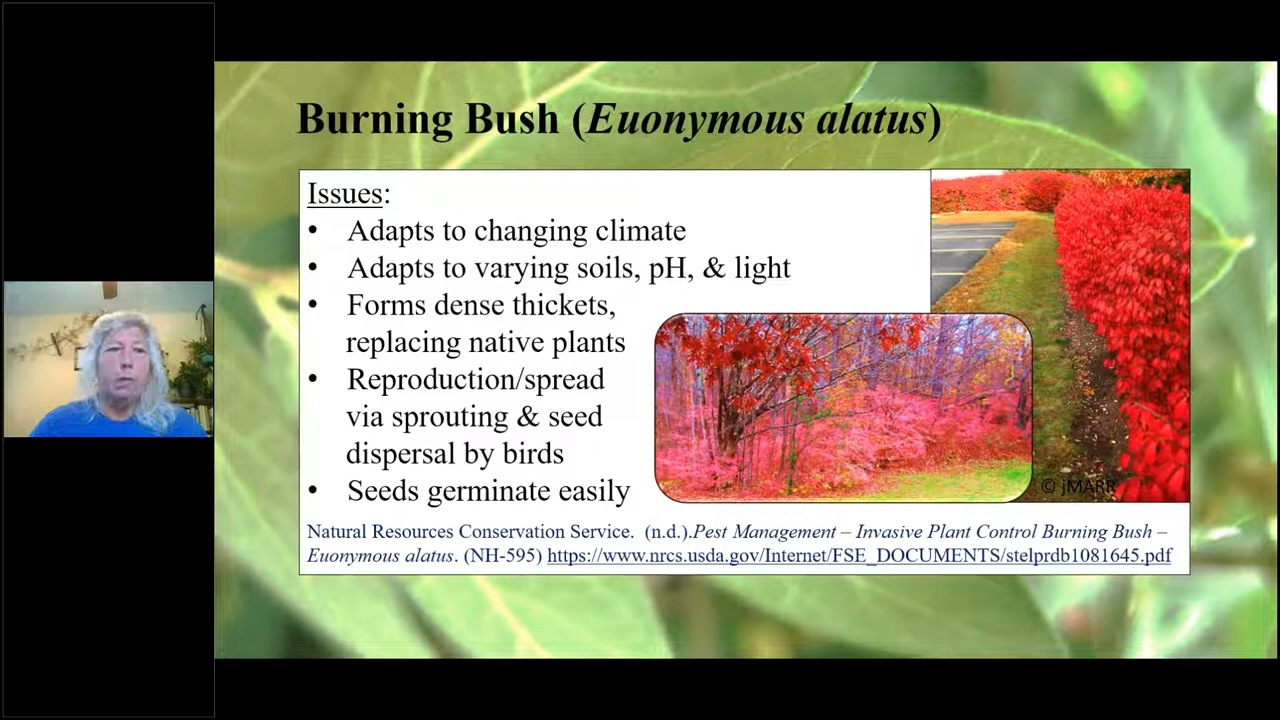 Burning Bush (Euonymous alatus)
Issues:
• Adapts to changing climate
• Adapts to varying soils, pH, & light
• Forms dense thickets,
replacing native plants
• Reproduction/spread
via sprouting & seed
dispersal by birds
• Seeds germinate easily
© jMARR
Natural Resources Conservation Service. (n.d.).Pest Management – Invasive Plant Control Burning Bush –
Euonymous alatus. (NH-595) https://www.nrcs.usda.gov/Internet/FSE_DOCUMENTS/stelprdb1081645.pdf